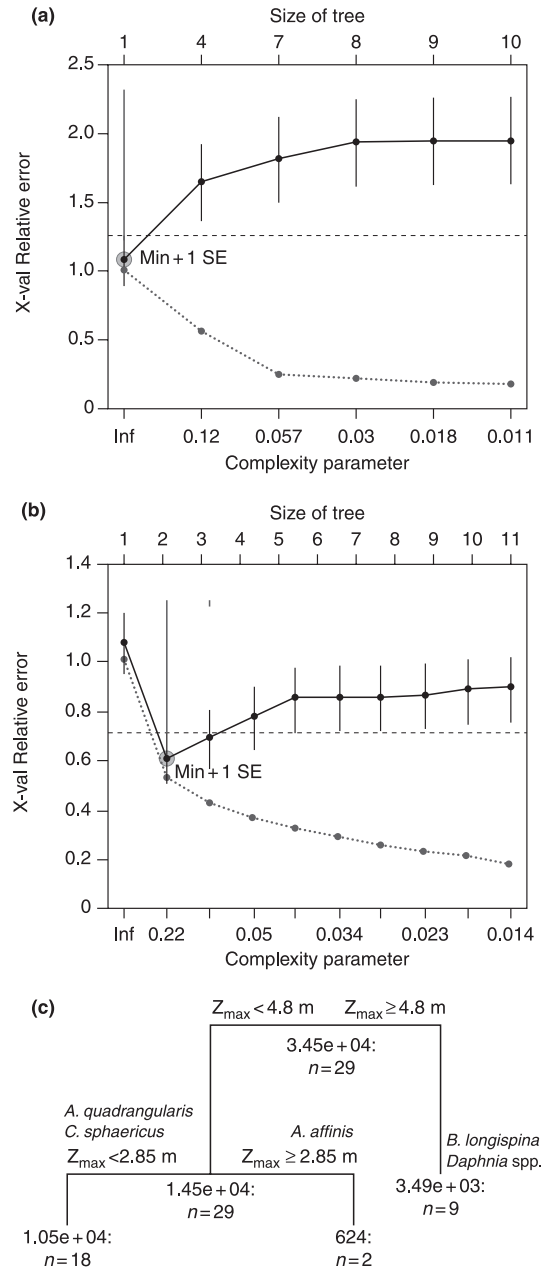 (a)
Size of tree
1 4 7 8 9 10
2.5
2.0
1.5
1.0
0.5
0
X-val Relative error
Min + 1 SE
Inf 0.12 0.057 0.03 0.018 0.011
Complexity parameter
(b)
Size of tree
1 2 3 4 5 6 7 8 9 10 11
1.4
1.2
1.0
0.8
0.6
0.4
0.2
0
X-val Relative error
Min + 1 SE
Inf 0.22 0.05 0.034 0.023 0.014
Complexity parameter
(c)
Zmax < 4.8 m Zmax ≥ 4.8 m
3.45e + 04:
n = 29
A. quadrangularis
C. sphaericus
Zmax < 2.85 m
A. affinis
Zmax ≥ 2.85 m
B. longispina
Daphnia spp.
1.45e + 04:
n = 29
3.49e + 03:
n = 9
1.05e + 04:
n = 18
624:
n = 2